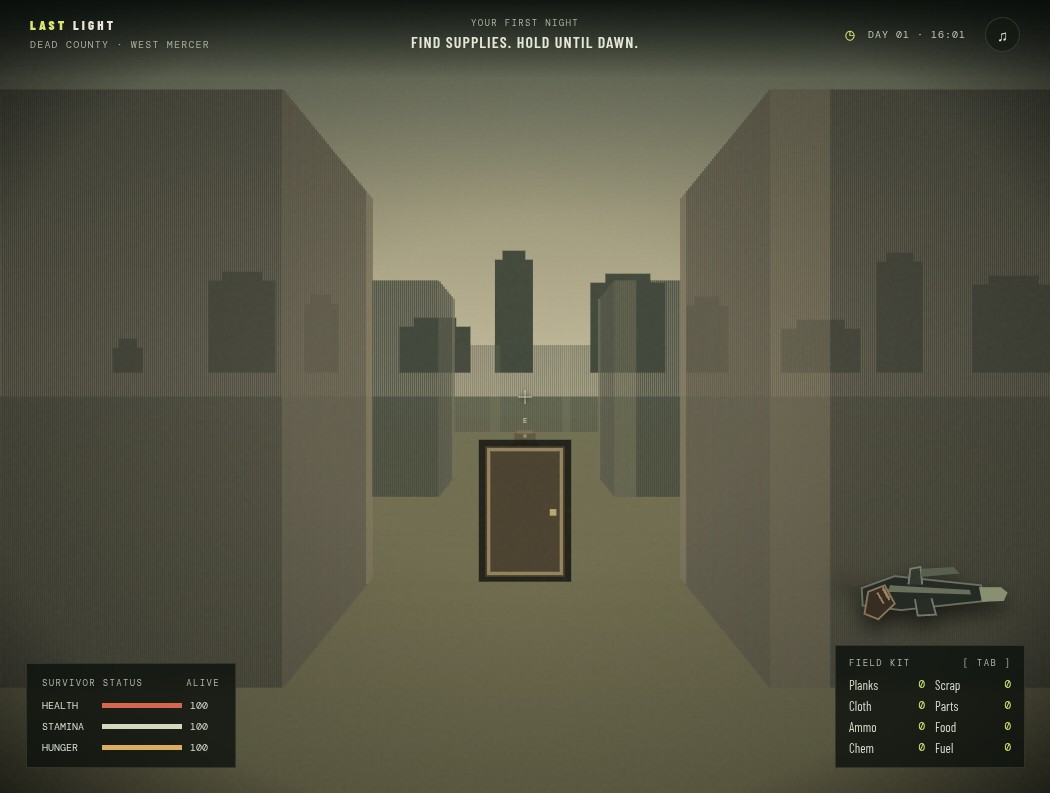 LAST LIGHT
DEAD COUNTY · WEST MERCER
YOUR FIRST NIGHT
FIND SUPPLIES. HOLD UNTIL DAWN.
DAY 01 · 16:01
E
SURVIVOR STATUS ALIVE
HEALTH 100
STAMINA 100
HUNGER 100
FIELD KIT [ TAB ]
Planks 0 Scrap 0
Cloth 0 Parts 0
Ammo 0 Food 0
Chem 0 Fuel 0